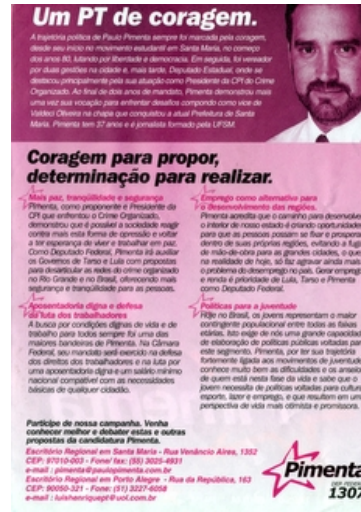 Um PT de coragem.
A trajetória política de Paulo Pimenta sempre foi marcada pela coragem,
desde seu início no movimento estudantil em Santa Maria, no começo
dos anos 80, lutando por liberdade e democracia. Em seguida, foi vereador
por duas gestões na cidade e, mais tarde, Deputado Estadual, onde se
destacou principalmente pela sua atuação como Presidente da CPI do Crime
Organizado. Ao final de dois anos de mandato, Pimenta demonstrou mais
uma vez sua vocação para enfrentar desafios compondo como vice de
Valdeci Oliveira na chapa que conquistou a atual Prefeitura de Santa
Maria. Pimenta tem 37 anos e é jornalista formado pela UFSM.
Coragem para propor,
determinação para realizar.
Mais paz, tranqüilidade e segurança
Pimenta, como proponente e Presidente da
CPI que enfrentou o Crime Organizado,
demonstrou que é possível a sociedade reagir
contra mais esta forma de opressão e voltar
a ter esperança de viver e trabalhar em paz.
Como Deputado Federal, Pimenta irá auxiliar
os Governos de Tarso e Lula com propostas
para desarticular as redes do crime organizado
no Rio Grande e no Brasil, oferecendo mais
segurança e tranqüilidade para as pessoas.
Aposentadoria digna e defesa
da luta dos trabalhadores
A busca por condições dignas de vida e de
trabalho para todos sempre foi uma das
maiores bandeiras de Pimenta. Na Câmara
Federal, seu mandato será exercido na defesa
dos direitos dos trabalhadores e na luta por
uma aposentadoria digna e um salário mínimo
nacional compatível com as necessidades
básicas de qualquer cidadão.
Emprego como alternativa para
o desenvolvimento das regiões.
Pimenta acredita que o caminho para desenvolver
o interior de nosso estado é criando oportunidades
para que as pessoas possam se fixar e prosperar
dentro de suas próprias regiões, evitando a fuga
de mão-de-obra para as grandes cidades, o que,
na realidade de hoje, só faz agravar ainda mais
o problema do desemprego no país. Gerar emprego
e renda é prioridade de Lula, Tarso e Pimenta
como Deputado Federal.
Políticas para a juventude
Hoje no Brasil, os jovens representam o maior
contingente populacional entre todas as faixas
etárias. Isto exige de nós uma grande capacidade
de elaboração de políticas públicas voltadas para
este segmento. Pimenta, por ter sua trajetória
fortemente ligada aos movimentos de juventude,
conhece muito bem as dificuldades e os anseios
de quem está nesta fase da vida e sabe que o
jovem necessita de políticas voltadas para cultura,
esporte, lazer e emprego, e que resultem em uma
perspectiva de vida mais otimista e promissora.
Participe de nossa campanha. Venha
conhecer melhor e debater estas e outras
propostas da candidatura Pimenta.
Escritório Regional em Santa Maria - Rua Venâncio Aires, 1352
CEP: 97010-003 - Fone/ fax: (55) 3025-4931
e-mail : pimenta@paulopimenta.com.br
Escritório Regional em Porto Alegre - Rua da República, 163
CEP: 90050-321 - Fone: (51) 3227-6058
e-mail : luishenriquept@uol.com.br
Pimenta
DEP. FEDERAL
1307